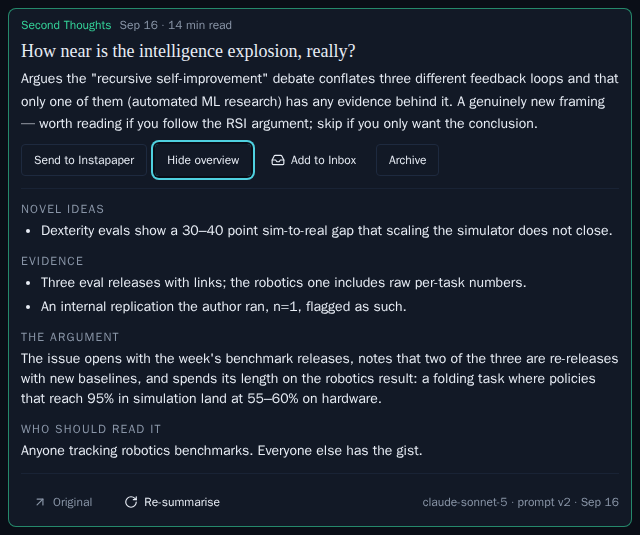 Second Thoughts Sep 16 · 14 min read
How near is the intelligence explosion, really?
Argues the "recursive self-improvement" debate conflates three different feedback loops and that
only one of them (automated ML research) has any evidence behind it. A genuinely new framing
— worth reading if you follow the RSI argument; skip if you only want the conclusion.
Send to Instapaper Hide overview Add to Inbox Archive
NOVEL IDEAS
• Dexterity evals show a 30–40 point sim-to-real gap that scaling the simulator does not close.
EVIDENCE
• Three eval releases with links; the robotics one includes raw per-task numbers.
• An internal replication the author ran, n=1, flagged as such.
THE ARGUMENT
The issue opens with the week's benchmark releases, notes that two of the three are re-releases
with new baselines, and spends its length on the robotics result: a folding task where policies
that reach 95% in simulation land at 55–60% on hardware.
WHO SHOULD READ IT
Anyone tracking robotics benchmarks. Everyone else has the gist.
Original Re-summarise claude-sonnet-5 · prompt v2 · Sep 16